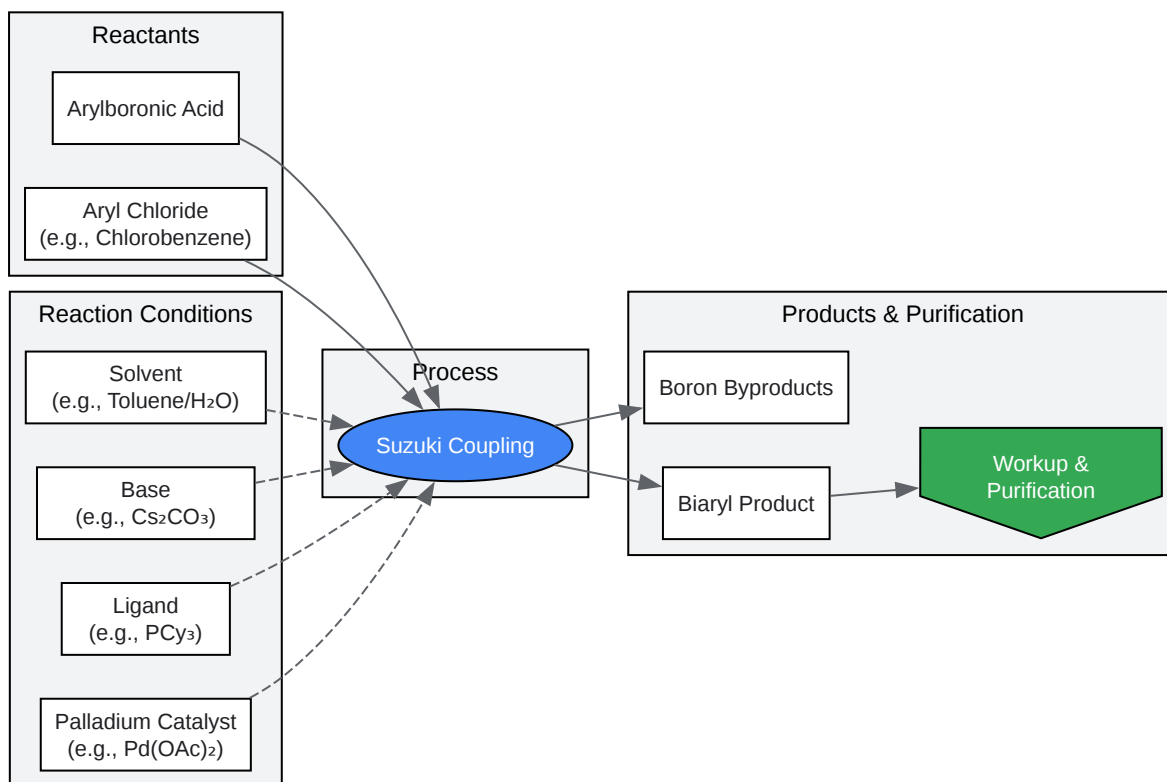 Reactants
Arylboronic Acid
Aryl Chloride
(e.g., Chlorobenzene)
Reaction Conditions
Solvent
(e.g., Toluene/H₂O)
Base
(e.g., Cs₂CO₃)
Ligand
(e.g., PCy₃)
Palladium Catalyst
(e.g., Pd(OAc)₂)
Process
Suzuki Coupling
Products & Purification
Boron Byproducts
Biaryl Product
Workup &
Purification